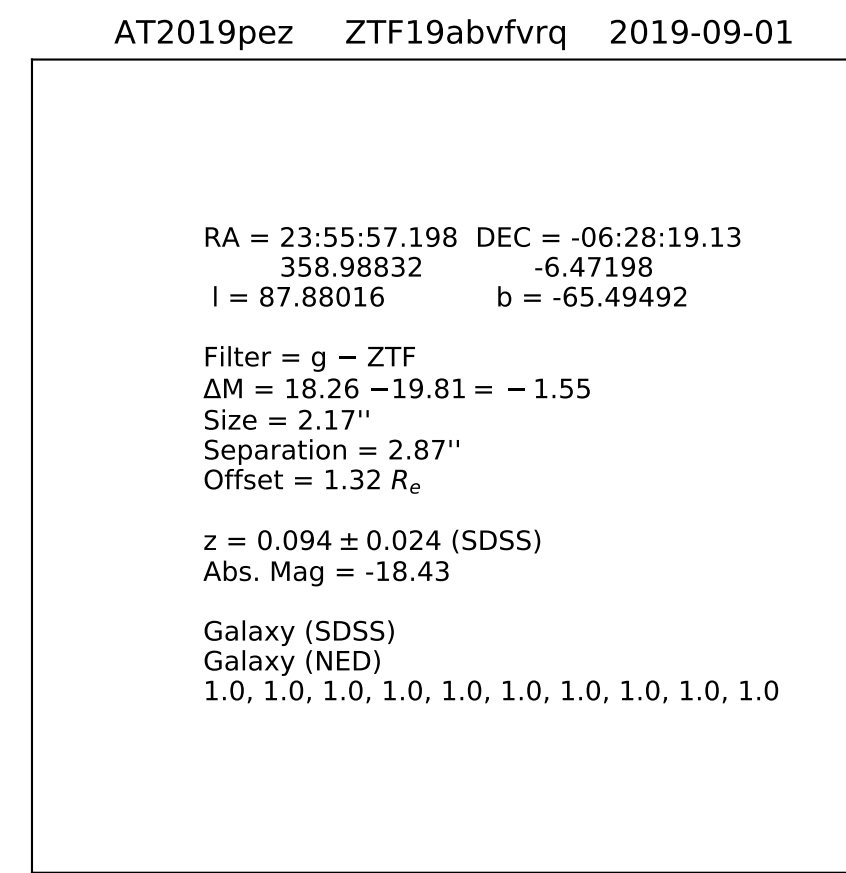 AT2019pez ZTF19abvfvrq 2019-09-01
RA = 23:55:57.198 DEC = -06:28:19.13
358.98832 -6.47198
l = 87.88016 b = -65.49492
Filter = g − ZTF
ΔM = 18.26 −19.81 = − 1.55
Size = 2.17''
Separation = 2.87''
Offset = 1.32 Rₑ
z = 0.094 ± 0.024 (SDSS)
Abs. Mag = -18.43
Galaxy (SDSS)
Galaxy (NED)
1.0, 1.0, 1.0, 1.0, 1.0, 1.0, 1.0, 1.0, 1.0, 1.0